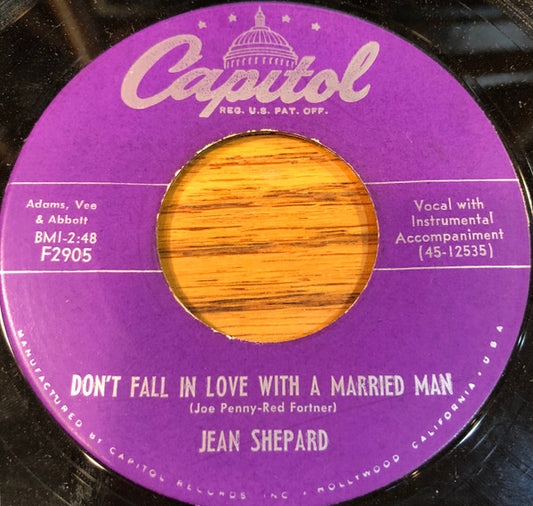 Capitol
REG. U.S. PAT. OFF.
Adams, Vee
& Abbott
BMI-2:48
F2905
Vocal with
Instrumental
Accompaniment
(45-12535)
DON'T FALL IN LOVE WITH A MARRIED MAN
(Joe Penny-Red Fortner)
JEAN SHEPARD
MANUFACTURED BY CAPITOL RECORDS INC • HOLLYWOOD, CALIFORNIA • USA